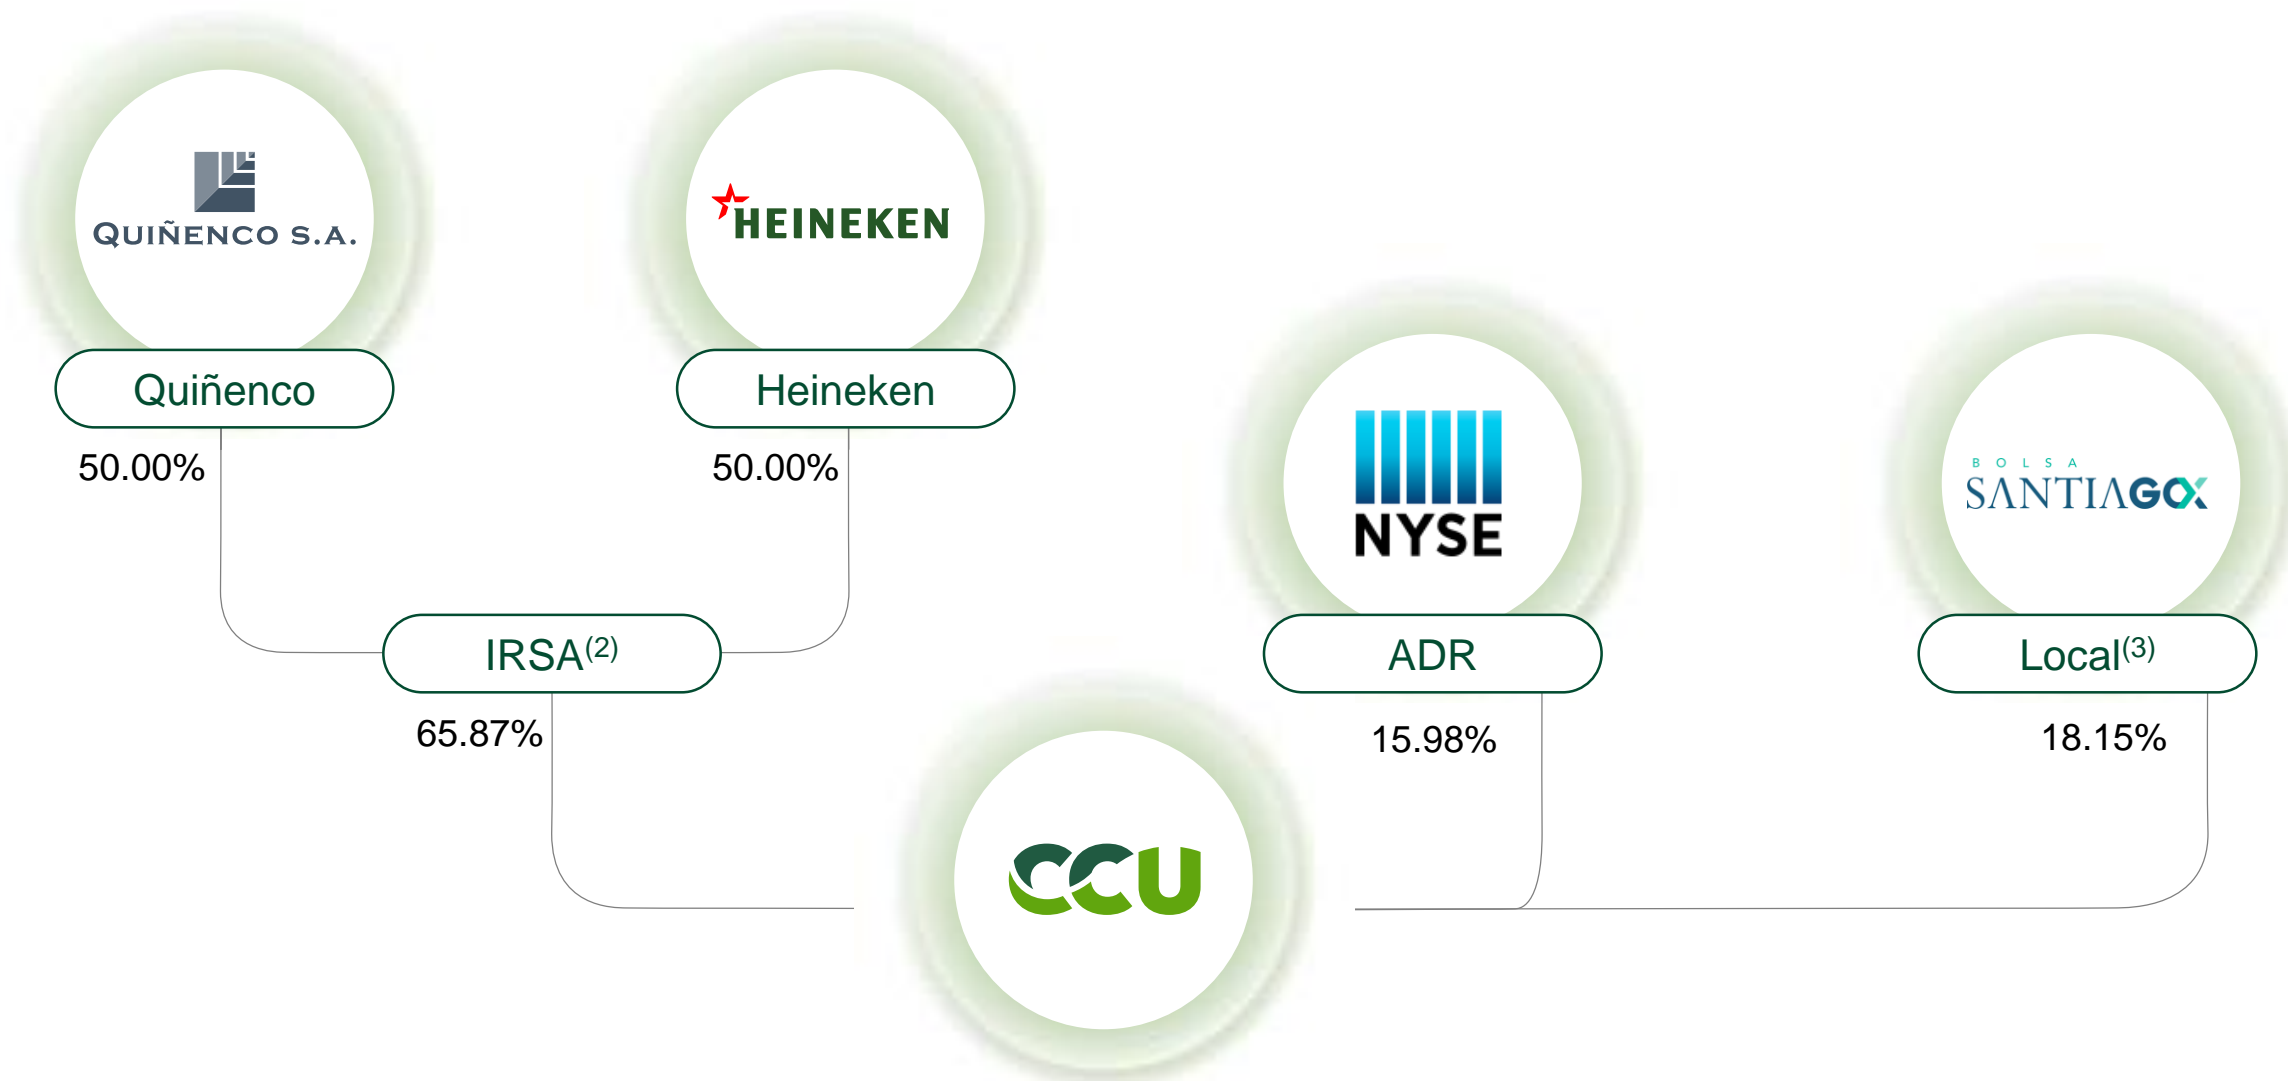 QUIÑENCO S.A.
HEINEKEN
Quiñenco
Heineken
50.00%
50.00%
NYSE
BOLSA
SANTIAGO
IRSA(2)
ADR
Local(3)
65.87%
15.98%
18.15%
CCU